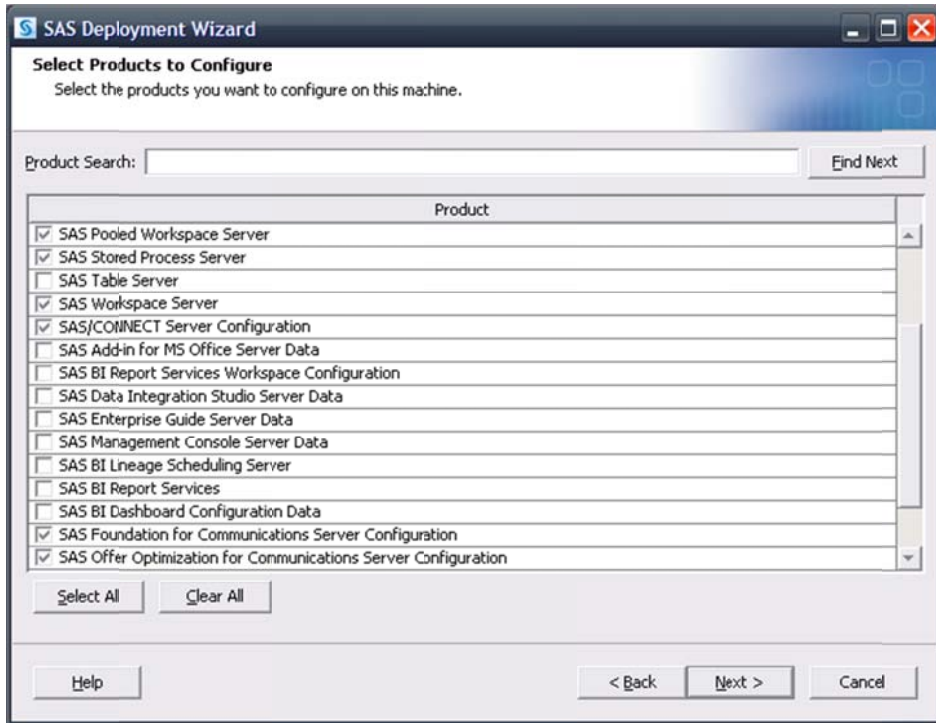 SAS Deployment Wizard
Select Products to Configure
Select the products you want to configure on this machine.
Product Search:
Find Next
Product
SAS Pooled Workspace Server
SAS Stored Process Server
SAS Table Server
SAS Workspace Server
SAS/CONNECT Server Configuration
SAS Add-in for MS Office Server Data
SAS BI Report Services Workspace Configuration
SAS Data Integration Studio Server Data
SAS Enterprise Guide Server Data
SAS Management Console Server Data
SAS BI Lineage Scheduling Server
SAS BI Report Services
SAS BI Dashboard Configuration Data
SAS Foundation for Communications Server Configuration
SAS Offer Optimization for Communications Server Configuration
Select All Clear All
Help < Back Next > Cancel